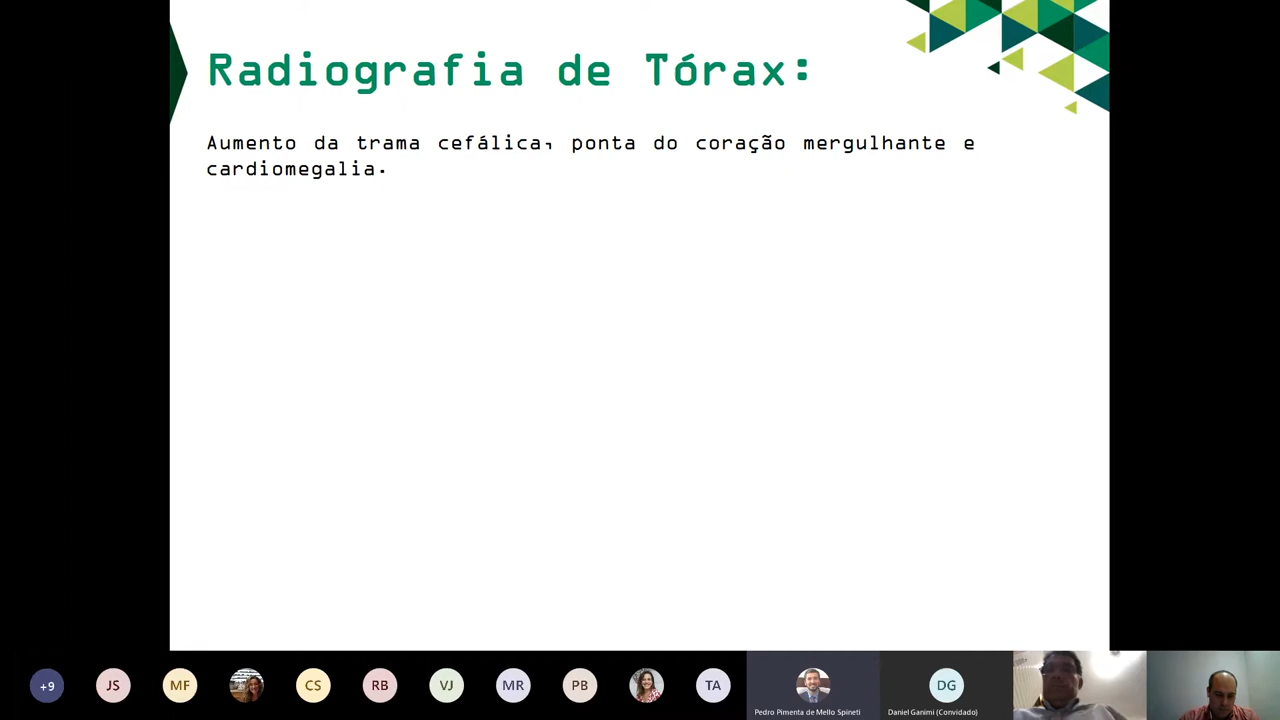 Radiografia de Tórax:
Aumento da trama cefálica, ponta do coração mergulhante e
cardiomegalia.
+9
JS
MF
CS
RB
VJ
MR
PB
TA
DG
Pedro Pimenta de Mello Spineti
Daniel Ganimi (Convidado)